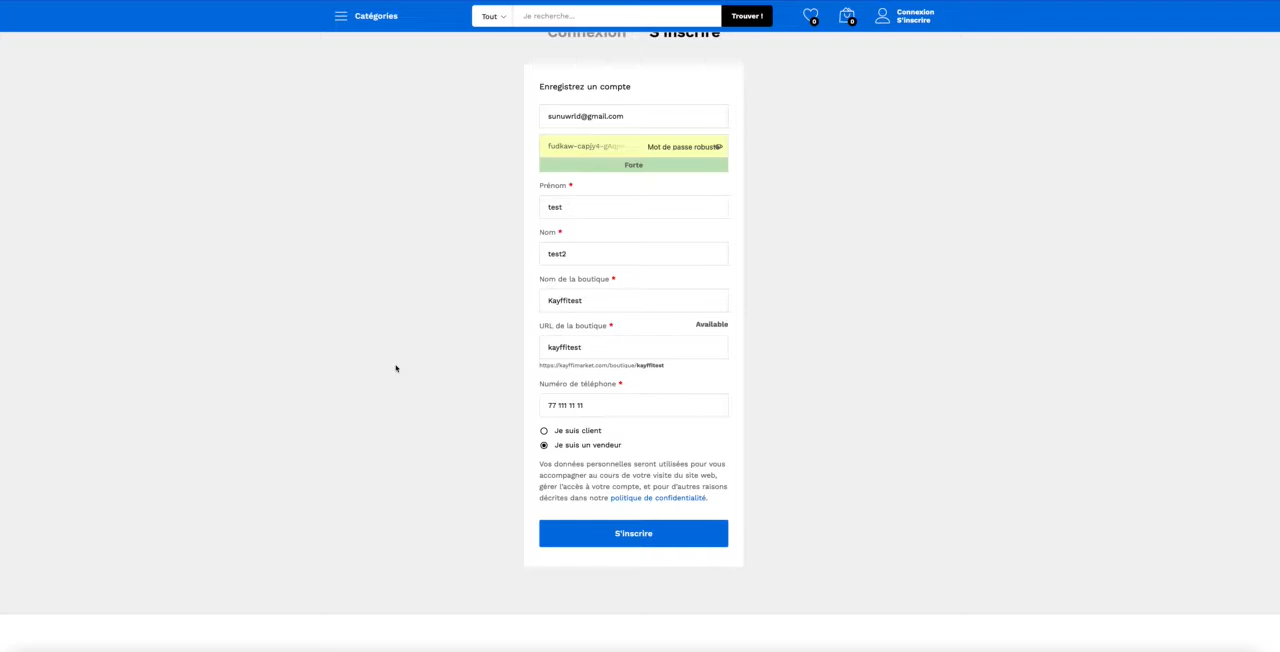 Catégories
Tout
Je recherche...
Trouver !
0
0
Connexion
S'inscrire
Connexion
S'inscrire
Enregistrez un compte
sunuwrld@gmail.com
fudkaw-capjy4- Mot de passe robuste
Forte
Prénom *
test
Nom *
test2
Nom de la boutique *
Kayffitest
URL de la boutique * Available
kayffitest
https://kayffimarket.com/boutique/kayffitest
Numéro de téléphone *
77 111 11 11
Je suis client
Je suis un vendeur
Vos données personnelles seront utilisées pour vous
accompagner au cours de votre visite du site web,
gérer l'accès à votre compte, et pour d'autres raisons
décrites dans notre politique de confidentialité.
S'inscrire